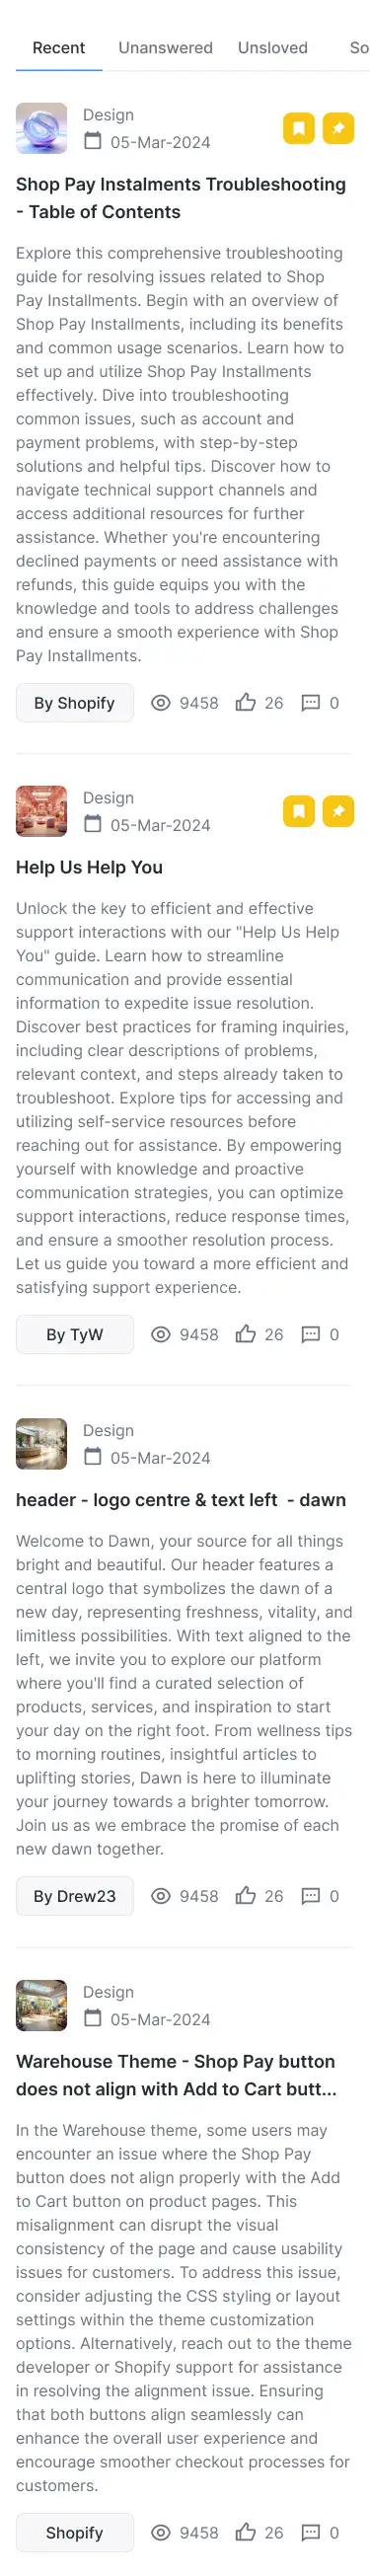 Recent Unanswered Unsloved So
Design
05-Mar-2024
Shop Pay Instalments Troubleshooting
- Table of Contents
Explore this comprehensive troubleshooting
guide for resolving issues related to Shop
Pay Installments. Begin with an overview of
Shop Pay Installments, including its benefits
and common usage scenarios. Learn how to
set up and utilize Shop Pay Installments
effectively. Dive into troubleshooting
common issues, such as account and
payment problems, with step-by-step
solutions and helpful tips. Discover how to
navigate technical support channels and
access additional resources for further
assistance. Whether you're encountering
declined payments or need assistance with
refunds, this guide equips you with the
knowledge and tools to address challenges
and ensure a smooth experience with Shop
Pay Installments.
By Shopify 9458 26 0
Design
05-Mar-2024
Help Us Help You
Unlock the key to efficient and effective
support interactions with our "Help Us Help
You" guide. Learn how to streamline
communication and provide essential
information to expedite issue resolution.
Discover best practices for framing inquiries,
including clear descriptions of problems,
relevant context, and steps already taken to
troubleshoot. Explore tips for accessing and
utilizing self-service resources before
reaching out for assistance. By empowering
yourself with knowledge and proactive
communication strategies, you can optimize
support interactions, reduce response times,
and ensure a smoother resolution process.
Let us guide you toward a more efficient and
satisfying support experience.
By TyW 9458 26 0
Design
05-Mar-2024
header - logo centre & text left - dawn
Welcome to Dawn, your source for all things
bright and beautiful. Our header features a
central logo that symbolizes the dawn of a
new day, representing freshness, vitality, and
limitless possibilities. With text aligned to the
left, we invite you to explore our platform
where you'll find a curated selection of
products, services, and inspiration to start
your day on the right foot. From wellness tips
to morning routines, insightful articles to
uplifting stories, Dawn is here to illuminate
your journey towards a brighter tomorrow.
Join us as we embrace the promise of each
new dawn together.
By Drew23 9458 26 0
Design
05-Mar-2024
Warehouse Theme - Shop Pay button
does not align with Add to Cart butt...
In the Warehouse theme, some users may
encounter an issue where the Shop Pay
button does not align properly with the Add
to Cart button on product pages. This
misalignment can disrupt the visual
consistency of the page and cause usability
issues for customers. To address this issue,
consider adjusting the CSS styling or layout
settings within the theme customization
options. Alternatively, reach out to the theme
developer or Shopify support for assistance
in resolving the alignment issue. Ensuring
that both buttons align seamlessly can
enhance the overall user experience and
encourage smoother checkout processes for
customers.
Shopify 9458 26 0